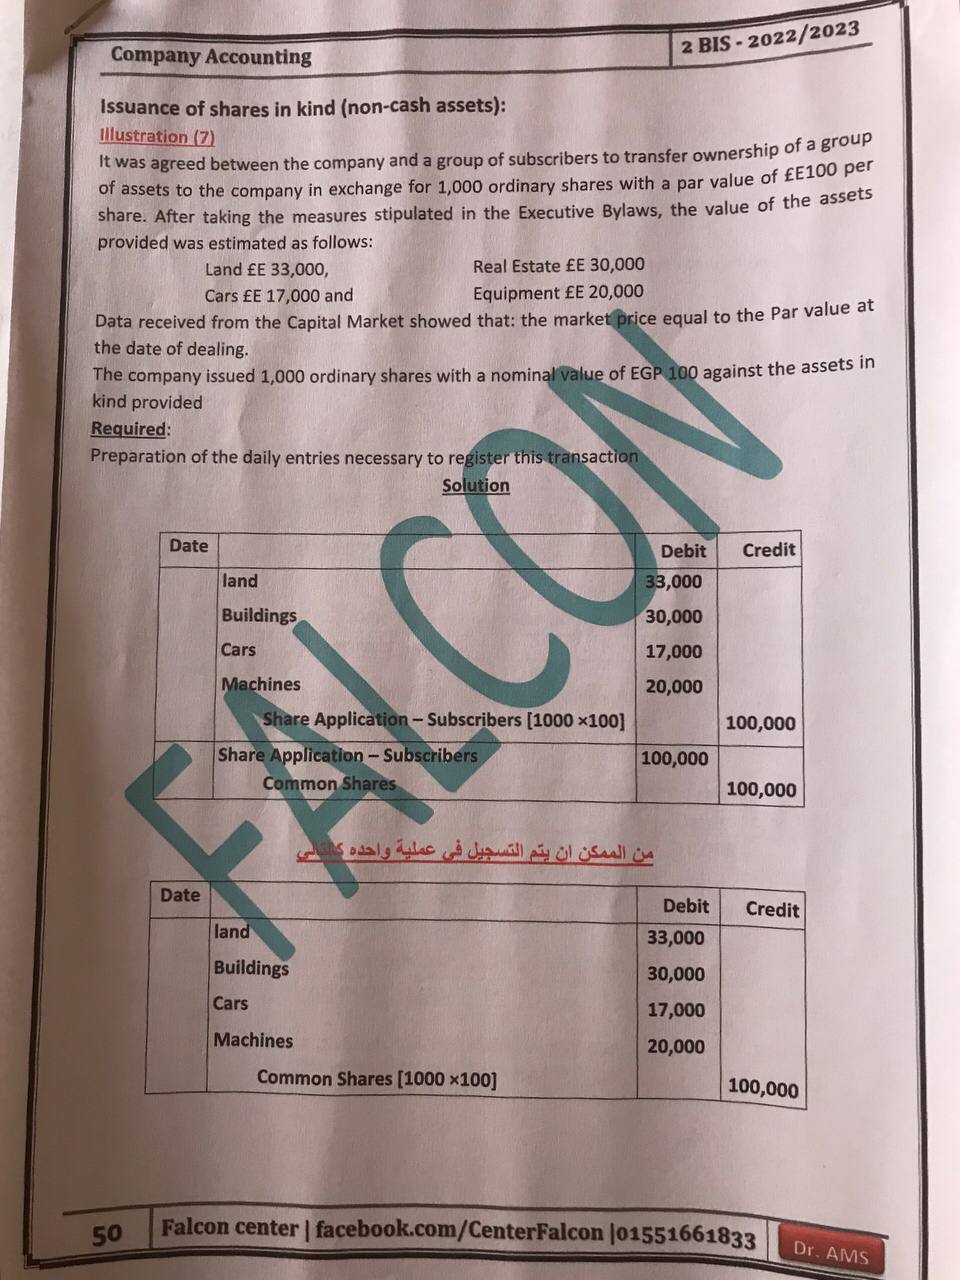 Company Accounting
2 BIS - 2022/2023
Issuance of shares in kind (non-cash assets):
Illustration (7)
It was agreed between the company and a group of subscribers to transfer ownership of a group
of assets to the company in exchange for 1,000 ordinary shares with a par value of £E100 per
share. After taking the measures stipulated in the Executive Bylaws, the value of the assets
provided was estimated as follows:
Land £E 33,000, Real Estate £E 30,000
Cars £E 17,000 and Equipment £E 20,000
Data received from the Capital Market showed that: the market price equal to the Par value at
the date of dealing.
The company issued 1,000 ordinary shares with a nominal value of EGP 100 against the assets in
kind provided
Required:
Preparation of the daily entries necessary to register this transaction
Solution
Date Debit Credit
land 33,000
Buildings 30,000
Cars 17,000
Machines 20,000
Share Application – Subscribers [1000 ×100] 100,000
Share Application – Subscribers 100,000
Common Shares 100,000
من الممكن ان يتم التسجيل في عملية واحده كالتالي
Date Debit Credit
land 33,000
Buildings 30,000
Cars 17,000
Machines 20,000
Common Shares [1000 ×100] 100,000
FALCON
50
Falcon center | facebook.com/CenterFalcon |01551661833
Dr. AMS